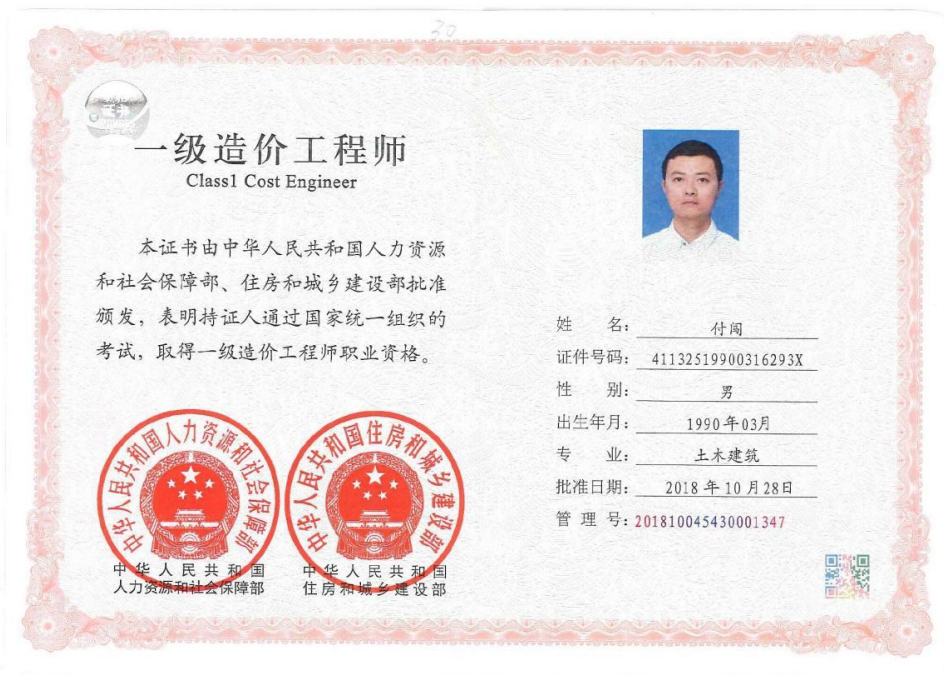 30
一级造价工程师
Class1 Cost Engineer
本证书由中华人民共和国人力资源
和社会保障部、住房和城乡建设部批准
颁发，表明持证人通过国家统一组织的
考试，取得一级造价工程师职业资格。
中华人民共和国人力资源和社会保障部
中华人民共和国住房和城乡建设部
中华人民共和国
人力资源和社会保障部
中华人民共和国
住房和城乡建设部
姓 名： 付闯
证件号码： 41132519900316293X
性 别： 男
出生年月： 1990年03月
专 业： 土木建筑
批准日期： 2018年10月28日
管 理 号： 201810045430001347